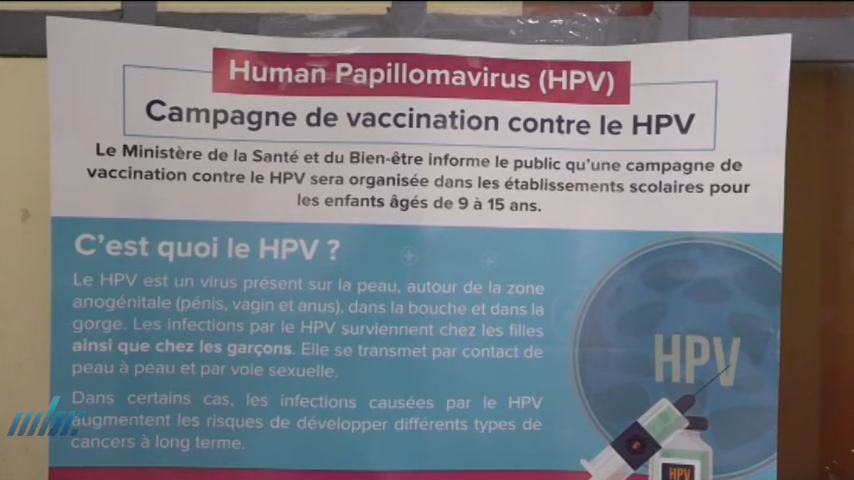 Human Papillomavirus (HPV)
Campagne de vaccination contre le HPV
Le Ministère de la Santé et du Bien-être informe le public qu'une campagne de
vaccination contre le HPV sera organisée dans les établissements scolaires pour
les enfants âgés de 9 à 15 ans.
C'est quoi le HPV ?
Le HPV est un virus présent sur la peau, autour de la zone
anogénitale (pénis, vagin et anus), dans la bouche et dans la
gorge. Les infections par le HPV surviennent chez les filles
ainsi que chez les garçons. Elle se transmet par contact de
peau à peau et par voie sexuelle.
Dans certains cas, les infections causées par le HPV
augmentent les risques de développer différents types de
cancers à long terme.
HPV
HPV
mbc